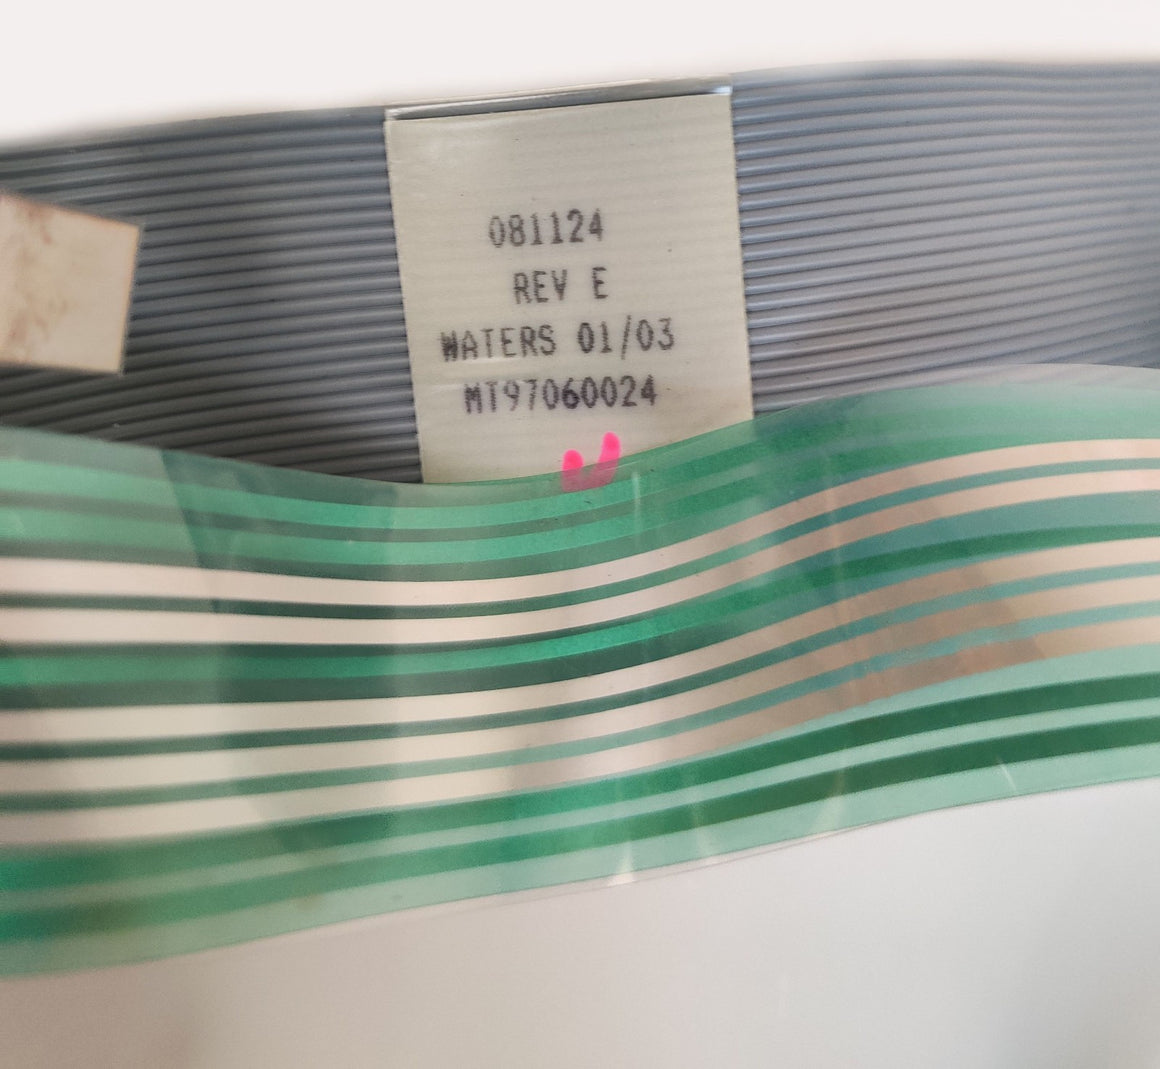 081124
REV E
WATERS 01/03
MT97060024